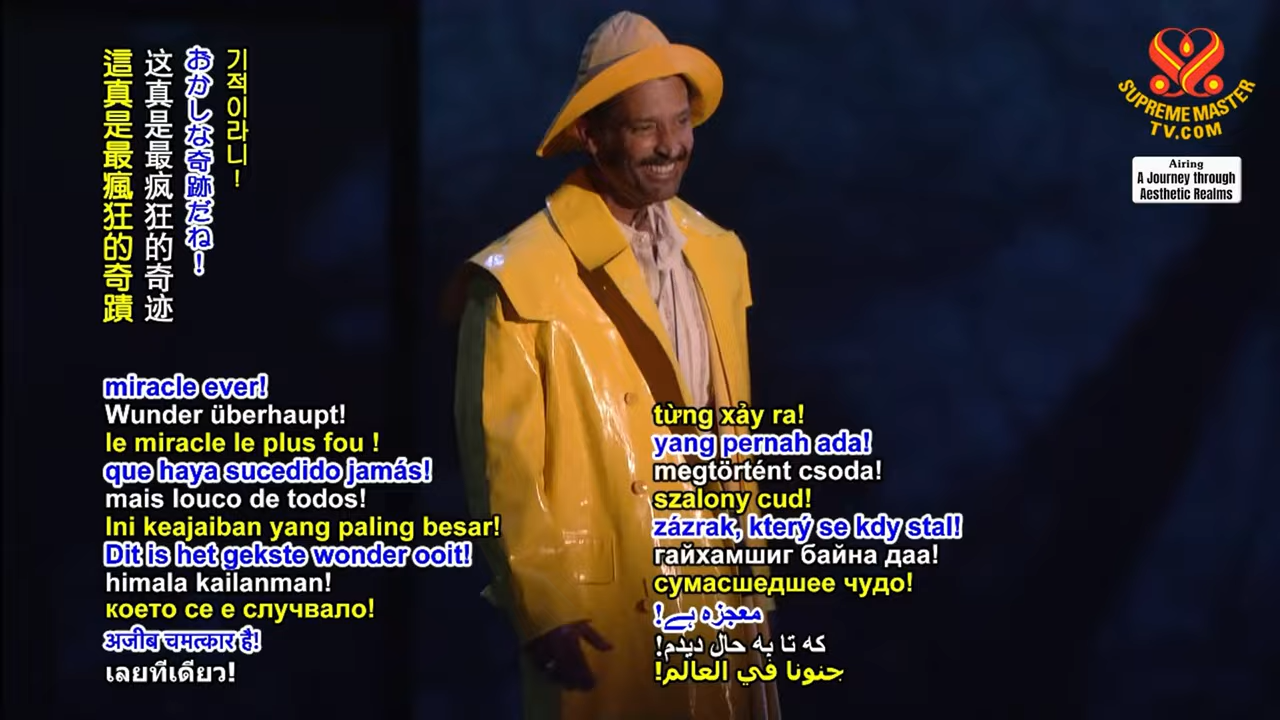 기적이라니!
おかしな奇跡だね!
这真是最疯狂的奇迹
這真是最瘋狂的奇蹟
SUPREME MASTER
TV.COM
Airing
A Journey through
Aesthetic Realms
miracle ever!
Wunder überhaupt!
le miracle le plus fou !
que haya sucedido jamás!
mais louco de todos!
Ini keajaiban yang paling besar!
Dit is het gekste wonder ooit!
himala kailanman!
което се е случвало!
अजीब चमत्कार है!
เลยทีเดียว!
từng xảy ra!
yang pernah ada!
megtörtént csoda!
szalony cud!
zázrak, který se kdy stal!
гайхамшиг байна даа!
сумасшедшее чудо!
معجزہ ہے!
که تا به حال دیدم!
جنونا في العالم!